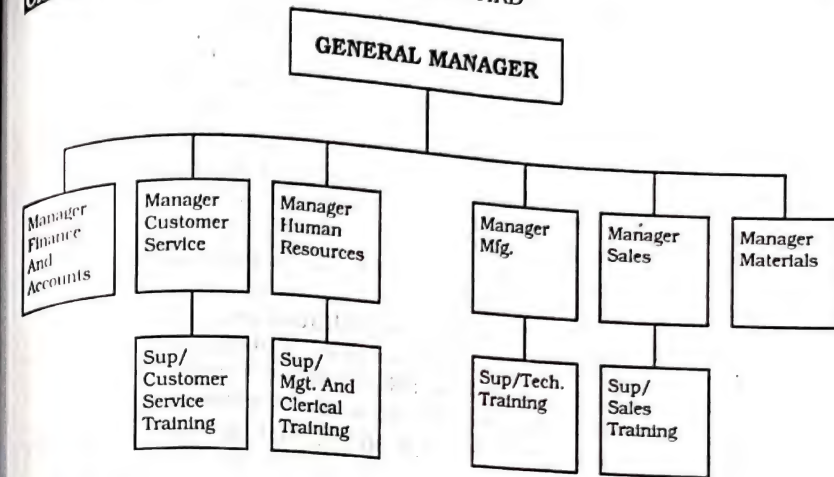 GENERAL MANAGER
Manager
Finance
And
Accounts
Manager
Customer
Service
Manager
Human
Resources
Manager
Mfg.
Manager
Sales
Manager
Materials
Sup/
Customer
Service
Training
Sup/
Mgt. And
Clerical
Training
Sup/Tech.
Training
Sup/
Sales
Training